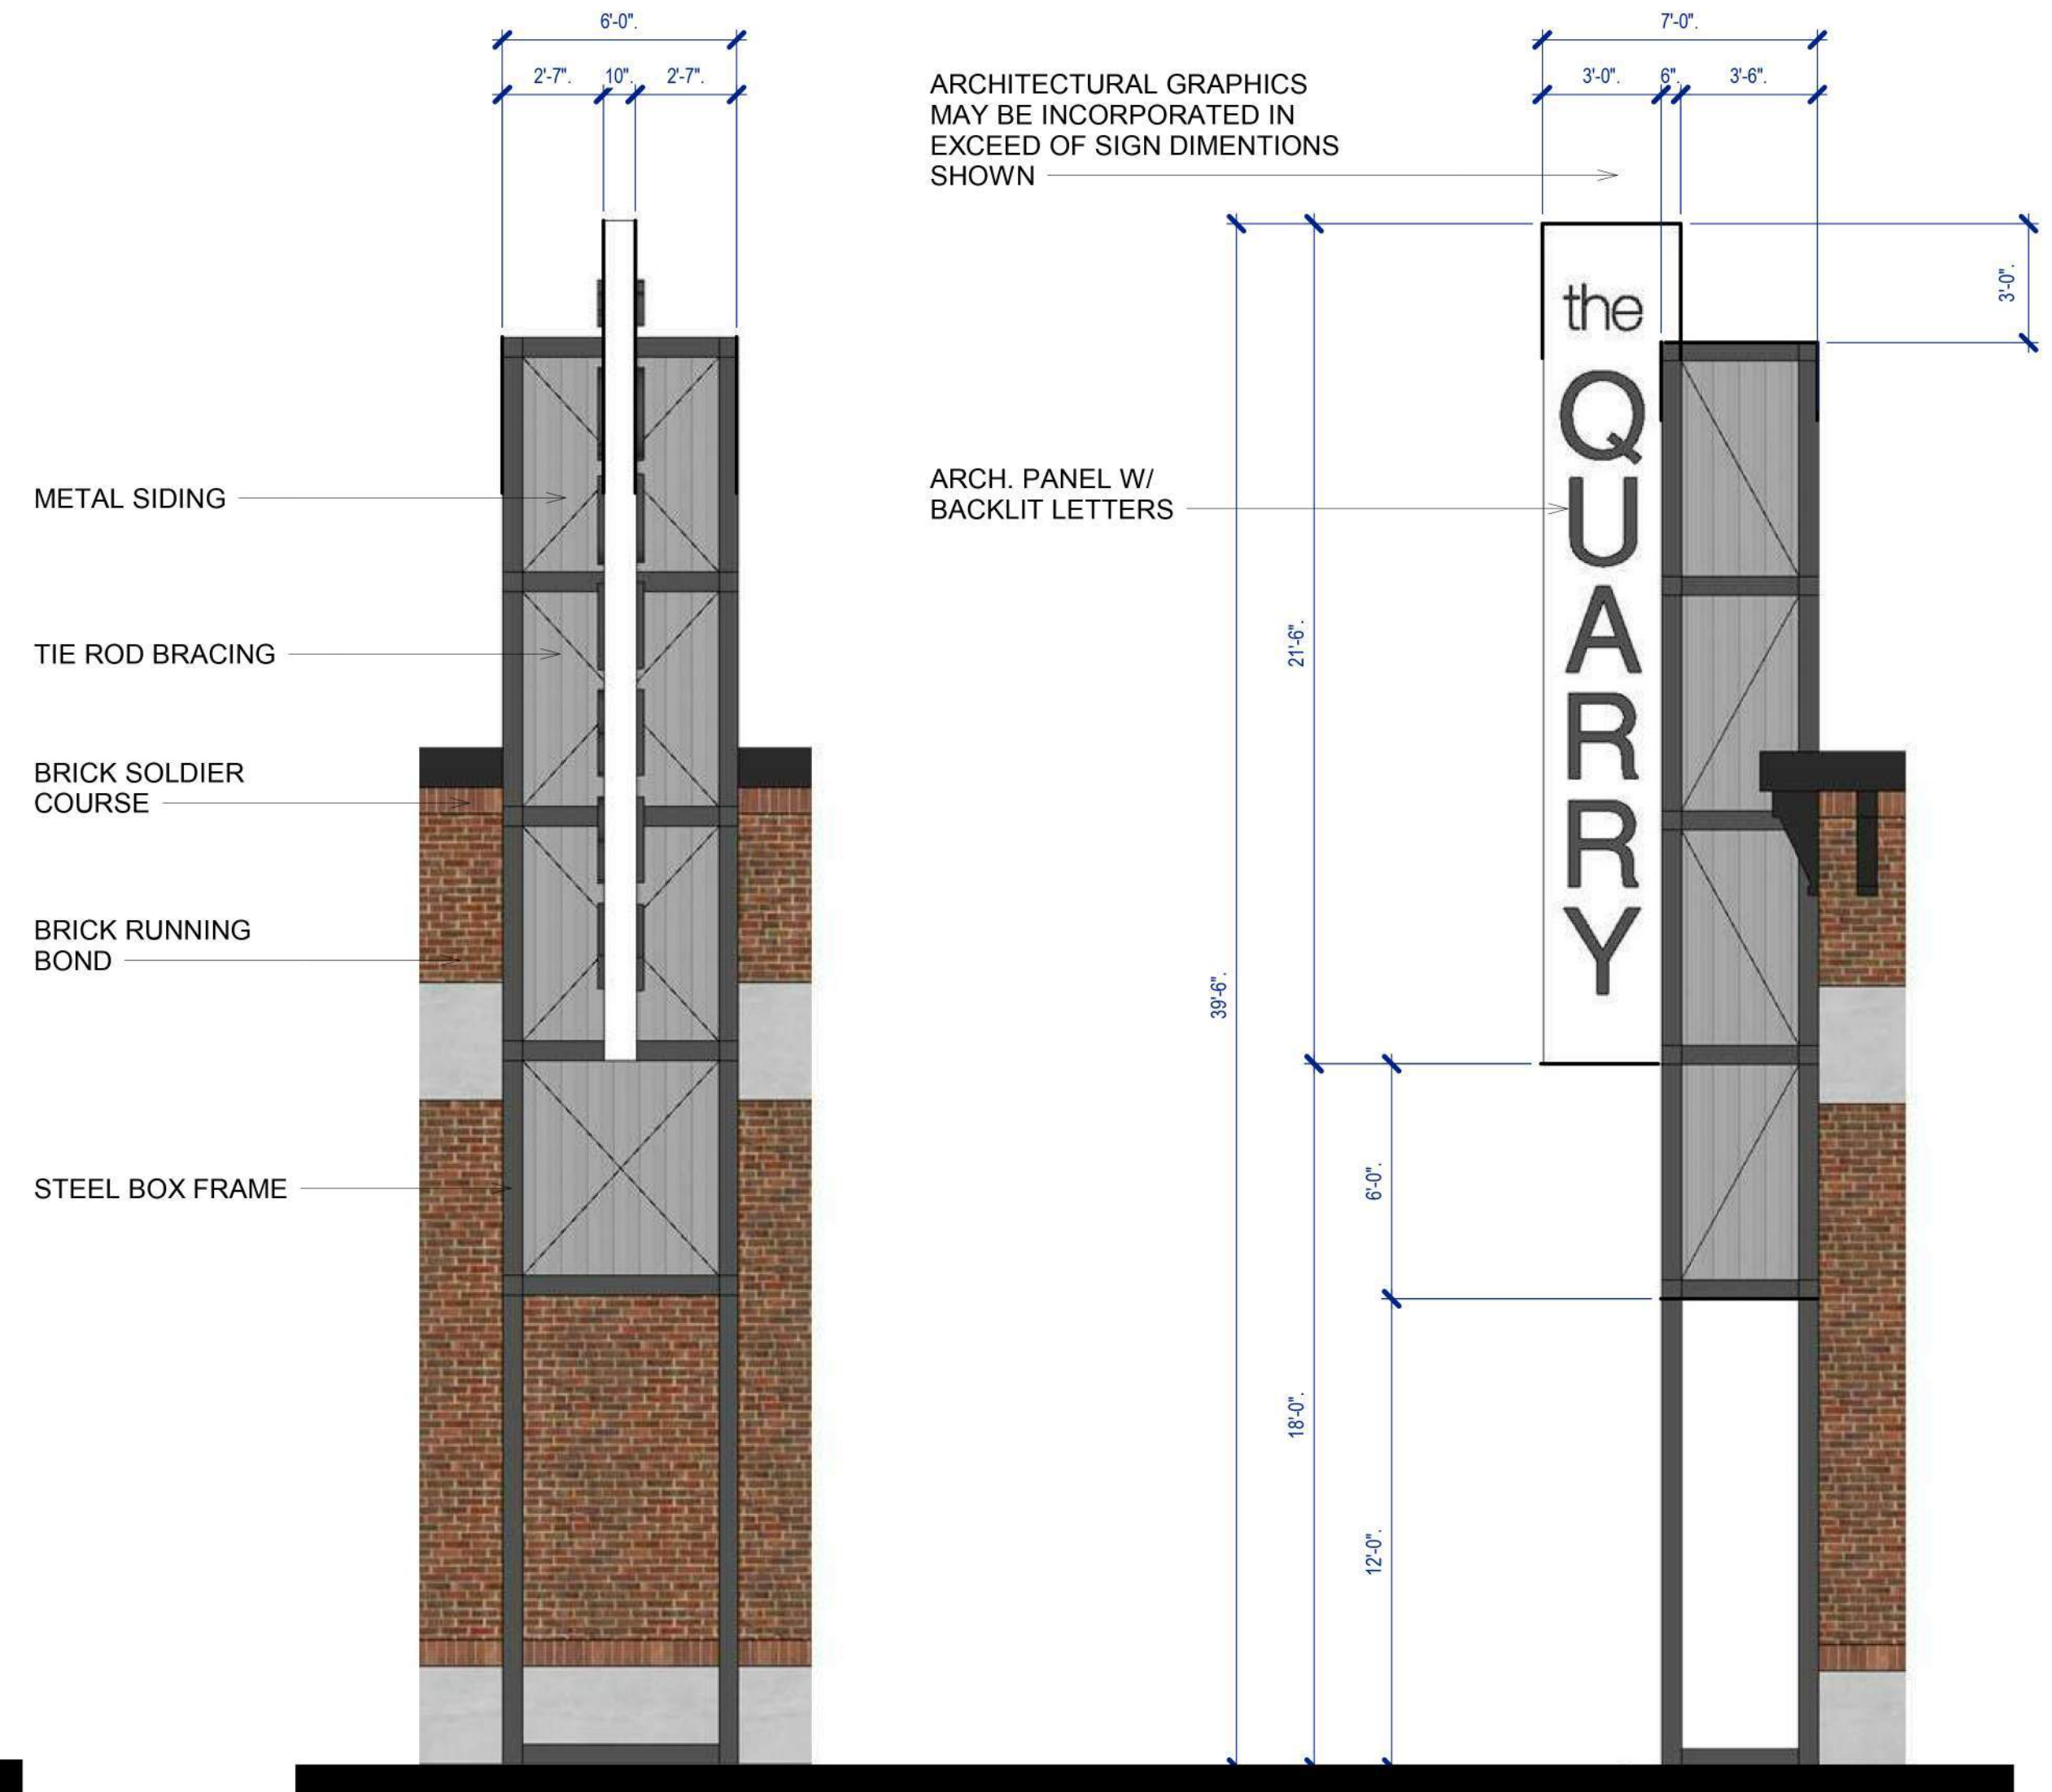 6'-0".
2'-7". 10". 2'-7".
METAL SIDING
TIE ROD BRACING
BRICK SOLDIER
COURSE
BRICK RUNNING
BOND
STEEL BOX FRAME
7'-0".
3'-0". 6". 3'-6".
ARCHITECTURAL GRAPHICS
MAY BE INCORPORATED IN
EXCEED OF SIGN DIMENTIONS
SHOWN
3'-0".
ARCH. PANEL W/
BACKLIT LETTERS
the
Q
U
A
R
R
Y
21'-6".
39'-6".
6'-0".
18'-0".
12'-0".